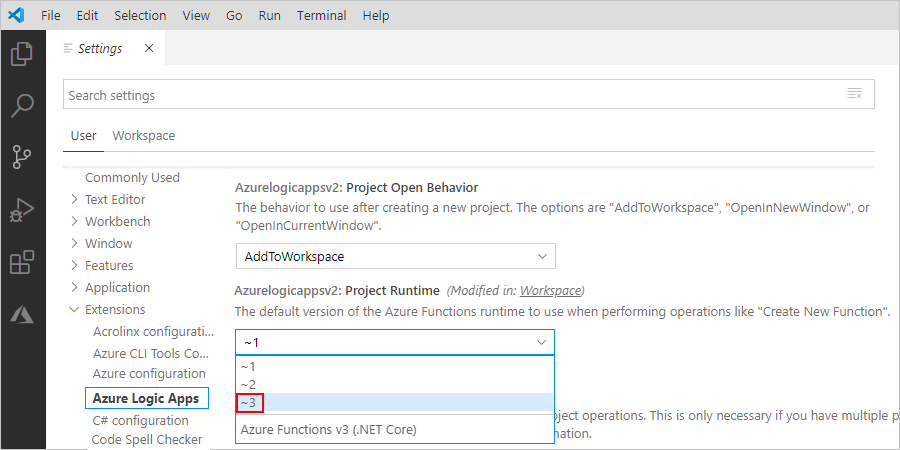 File Edit Selection View Go Run Terminal Help
Settings
Search settings
User Workspace
Commonly Used
Text Editor
Workbench
Window
Features
Application
Extensions
Acrolinx configurati...
Azure CLI Tools Co...
Azure configuration
Azure Logic Apps
C# configuration
Code Spell Checker
Azurelogicappsv2: Project Open Behavior
The behavior to use after creating a new project. The options are "AddToWorkspace", "OpenInNewWindow", or
"OpenInCurrentWindow".
AddToWorkspace
Azurelogicappsv2: Project Runtime (Modified in: Workspace)
The default version of the Azure Functions runtime to use when performing operations like "Create New Function".
~1
~1
~2
~3
Azure Functions v3 (.NET Core)
oject operations. This is only necessary if you have multiple p
nation.